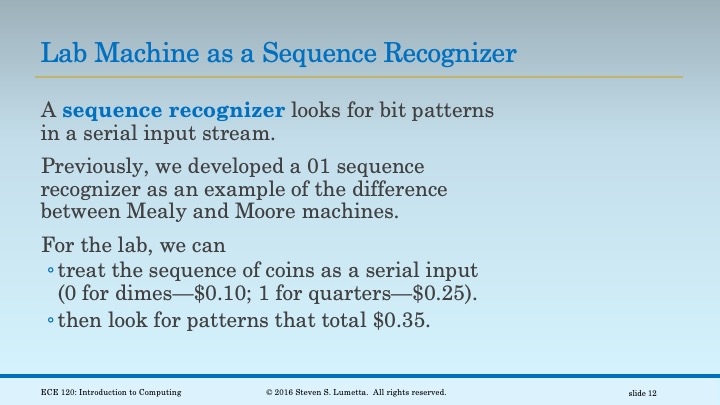 Lab Machine as a Sequence Recognizer
A sequence recognizer looks for bit patterns
in a serial input stream.
Previously, we developed a 01 sequence
recognizer as an example of the difference
between Mealy and Moore machines.
For the lab, we can
◦treat the sequence of coins as a serial input
(0 for dimes—$0.10; 1 for quarters—$0.25).
◦then look for patterns that total $0.35.
ECE 120: Introduction to Computing
© 2016 Steven S. Lumetta. All rights reserved.
slide 12